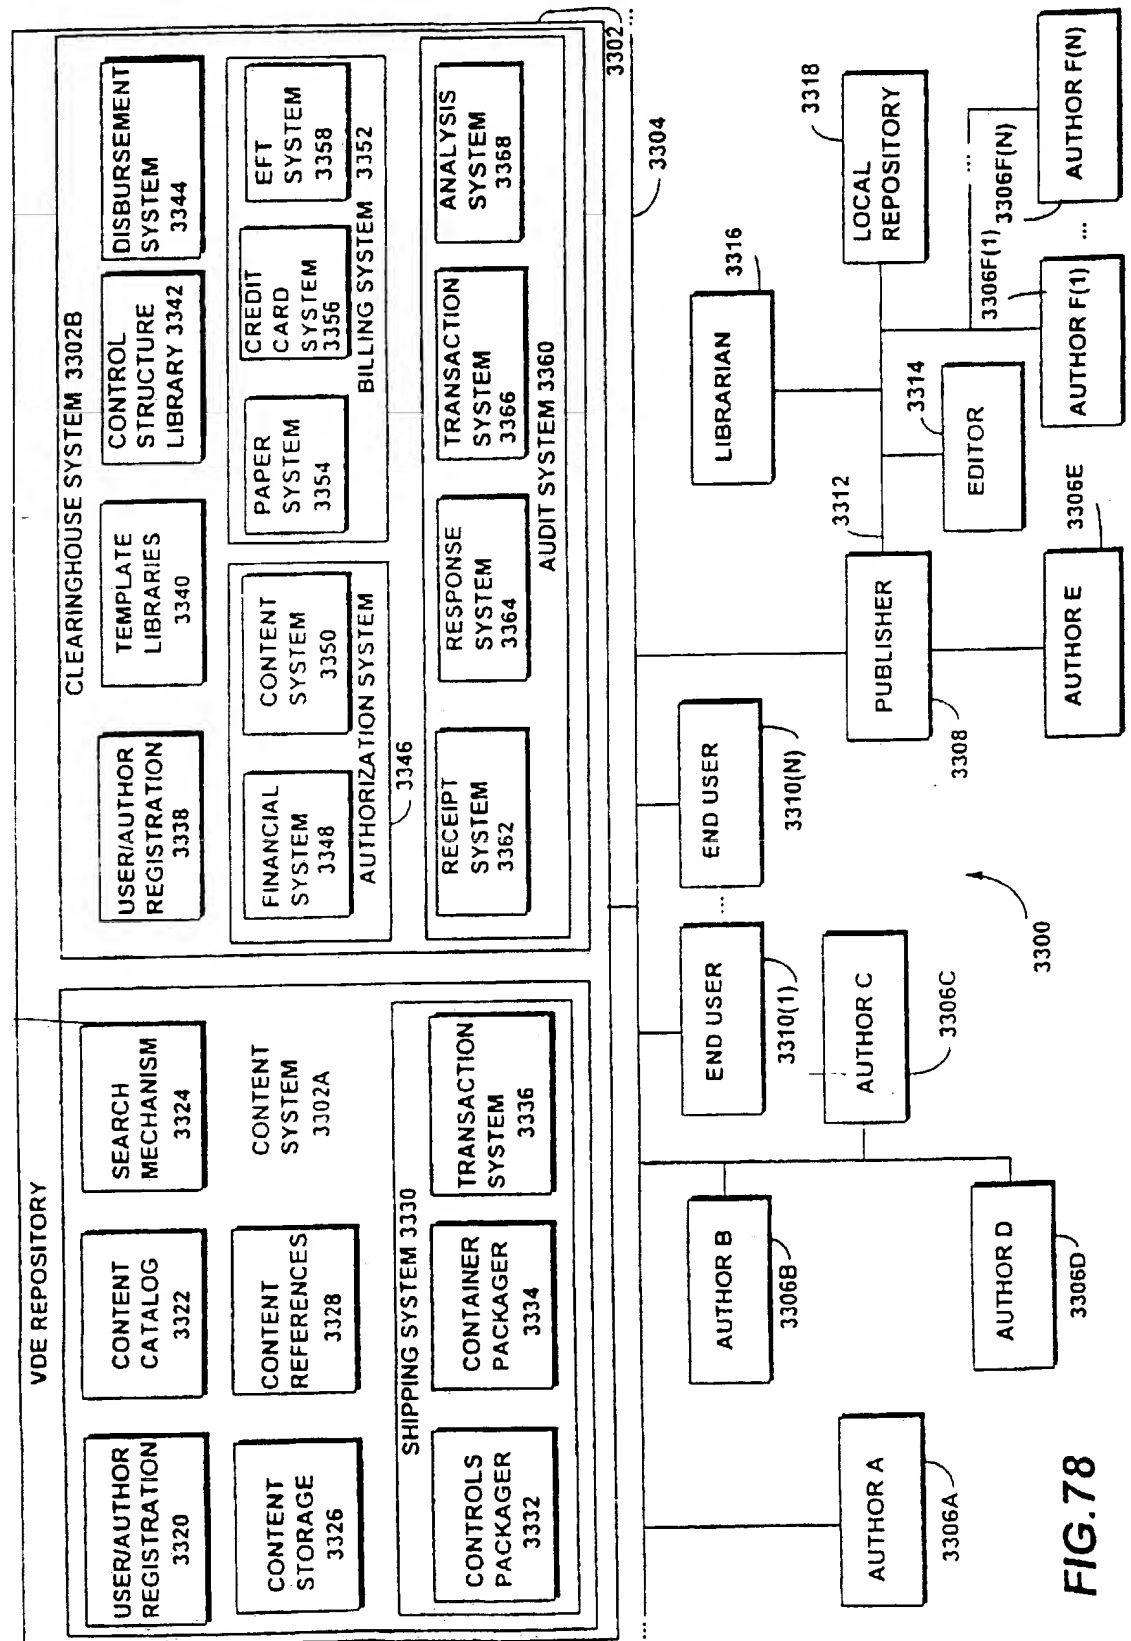 VDE REPOSITORY
USER/AUTHOR
REGISTRATION
3320
CONTENT
CATALOG
3322
SEARCH
MECHANISM
3324
CONTENT
STORAGE
3326
CONTENT
REFERENCES
3328
CONTENT
SYSTEM
3302A
SHIPPING SYSTEM 3330
CONTROLS
PACKAGER
3332
CONTAINER
PACKAGER
3334
TRANSACTION
SYSTEM
3336
CLEARINGHOUSE SYSTEM 3302B
USER/AUTHOR
REGISTRATION
3338
TEMPLATE
LIBRARIES
3340
CONTROL
STRUCTURE
LIBRARY 3342
DISBURSEMENT
SYSTEM
3344
FINANCIAL
SYSTEM
3348
CONTENT
SYSTEM
3350
AUTHORIZATION SYSTEM
3346
PAPER
SYSTEM
3354
CREDIT
CARD
SYSTEM
3356
EFT
SYSTEM
3358
BILLING SYSTEM 3352
RECEIPT
SYSTEM
3362
RESPONSE
SYSTEM
3364
TRANSACTION
SYSTEM
3366
ANALYSIS
SYSTEM
3368
AUDIT SYSTEM 3360
3302
...
...
3304
AUTHOR A
3306A
AUTHOR B
3306B
AUTHOR C
3306C
AUTHOR D
3306D
END USER
3310(1)
...
END USER
3310(N)
PUBLISHER
3308
3312
LIBRARIAN
3316
LOCAL
REPOSITORY
3318
EDITOR
3314
AUTHOR E
3306E
AUTHOR F(1)
3306F(1)
...
...
AUTHOR F(N)
3306F(N)
3300
FIG.78